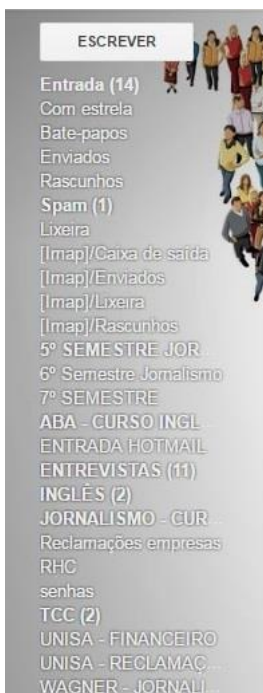 ESCREVER
Entrada (14)
Com estrela
Bate-papos
Enviados
Rascunhos
Spam (1)
Lixeira
[Imap]/Caixa de saída
[Imap]/Enviados
[Imap]/Lixeira
[Imap]/Rascunhos
5º SEMESTRE JOR...
6º Semestre Jornalismo
7º SEMESTRE
ABA - CURSO INGL...
ENTRADA HOTMAIL
ENTREVISTAS (11)
INGLÊS (2)
JORNALISMO - CUR...
Reclamações empresas
RHC
senhas
TCC (2)
UNISA - FINANCEIRO
UNISA - RECLAMAÇ...
WAGNER - JORNALI...